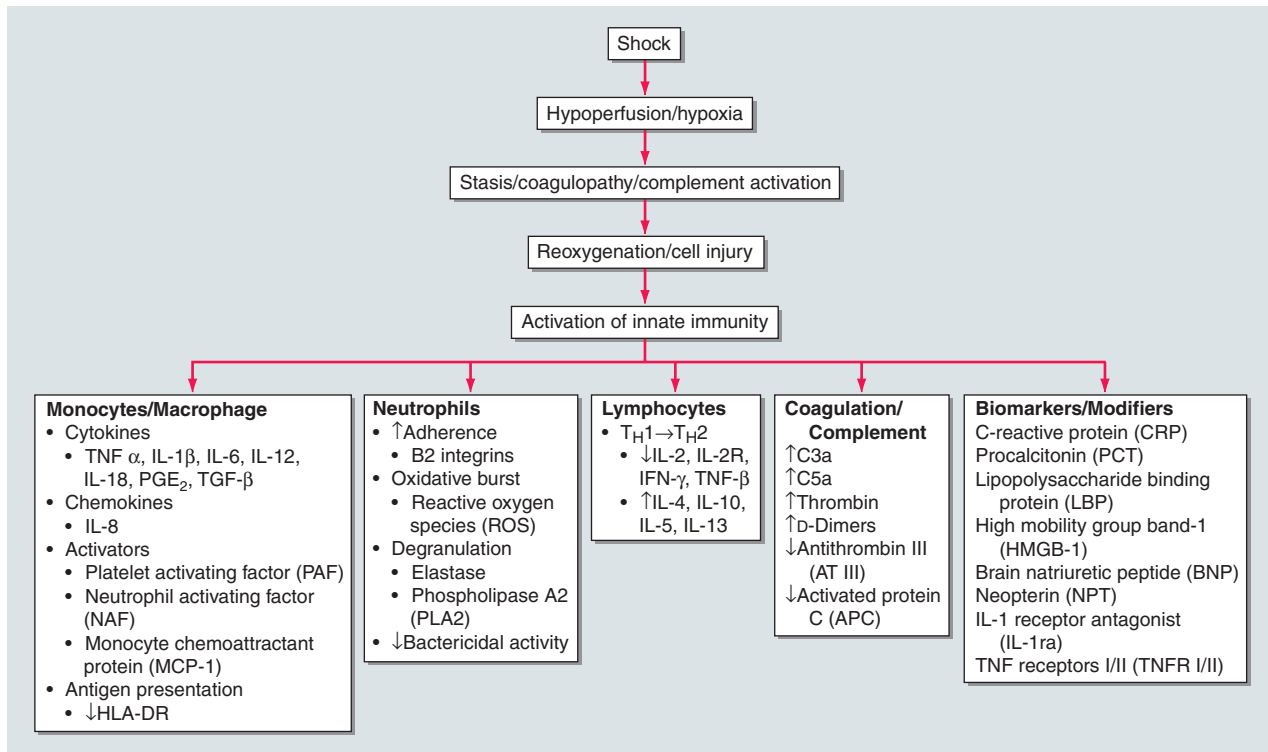 Shock
Hypoperfusion/hypoxia
Stasis/coagulopathy/complement activation
Reoxygenation/cell injury
Activation of innate immunity
Monocytes/Macrophage
• Cytokines
• TNF α, IL-1β, IL-6, IL-12,
IL-18, PGE₂, TGF-β
• Chemokines
• IL-8
• Activators
• Platelet activating factor (PAF)
• Neutrophil activating factor
(NAF)
• Monocyte chemoattractant
protein (MCP-1)
• Antigen presentation
• ↓HLA-DR
Neutrophils
• ↑Adherence
• B2 integrins
• Oxidative burst
• Reactive oxygen
species (ROS)
• Degranulation
• Elastase
• Phospholipase A2
(PLA2)
• ↓Bactericidal activity
Lymphocytes
• T_H1→T_H2
• ↓IL-2, IL-2R,
IFN-γ, TNF-β
• ↑IL-4, IL-10,
IL-5, IL-13
Coagulation/
Complement
↑C3a
↑C5a
↑Thrombin
↑D-Dimers
↓Antithrombin III
(AT III)
↓Activated protein
C (APC)
Biomarkers/Modifiers
C-reactive protein (CRP)
Procalcitonin (PCT)
Lipopolysaccharide binding
protein (LBP)
High mobility group band-1
(HMGB-1)
Brain natriuretic peptide (BNP)
Neopterin (NPT)
IL-1 receptor antagonist
(IL-1ra)
TNF receptors I/II (TNFR I/II)